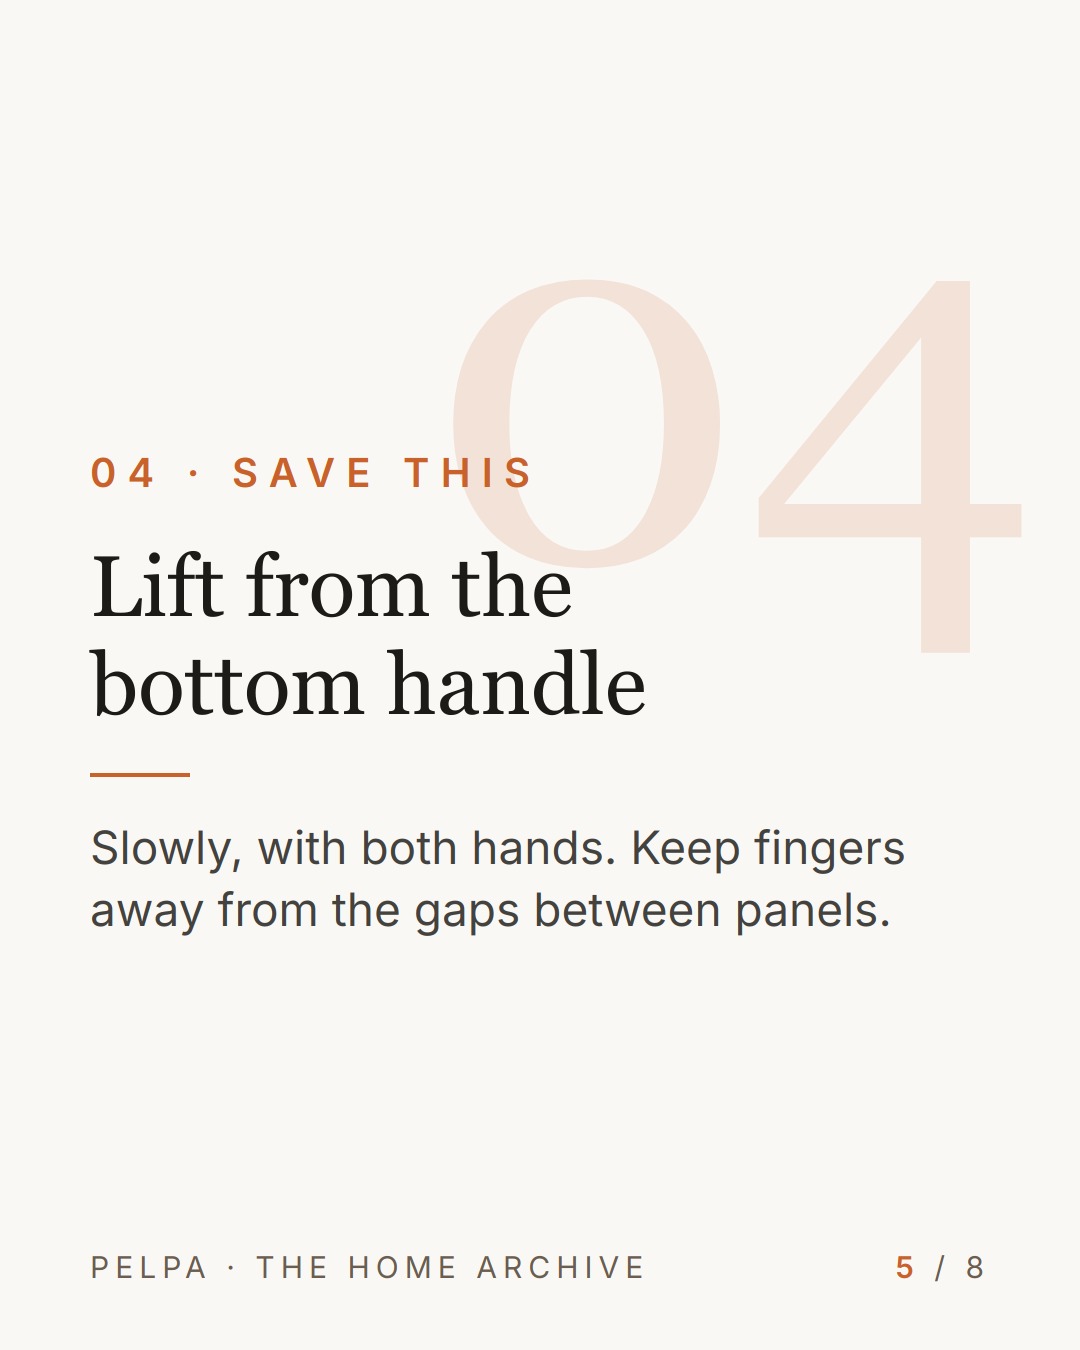 04
04 · SAVE THIS
Lift from the
bottom handle
Slowly, with both hands. Keep fingers
away from the gaps between panels.
PELPA · THE HOME ARCHIVE
5 / 8